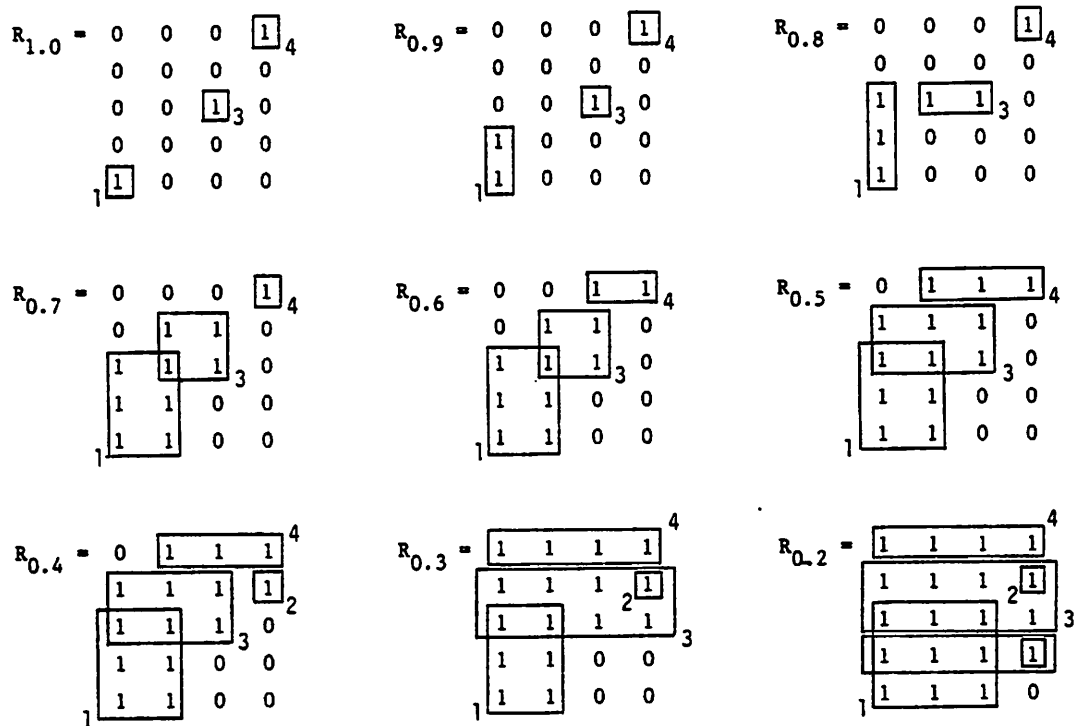 R1.0 = 0 0 0 1 4
0 0 0 0
0 0 1 3 0
0 0 0 0
1 1 0 0 0
R0.9 = 0 0 0 1 4
0 0 0 0
0 0 1 3 0
1 0 0 0
1 1 0 0 0
R0.8 = 0 0 0 1 4
0 0 0 0
1 1 1 3 0
1 0 0 0
1 1 0 0 0
R0.7 = 0 0 0 1 4
0 1 1 0
1 1 1 3 0
1 1 0 0
1 1 1 0 0
R0.6 = 0 0 1 1 4
0 1 1 0
1 1 1 3 0
1 1 0 0
1 1 1 0 0
R0.5 = 0 1 1 1 4
1 1 1 0
1 1 1 3 0
1 1 0 0
1 1 1 0 0
R0.4 = 0 1 1 1 4
1 1 1 1 2
1 1 1 3 0
1 1 0 0
1 1 1 0 0
R0.3 = 1 1 1 1 4
1 1 1 2 1
1 1 1 1 3
1 1 0 0
1 1 1 0 0
R0.2 = 1 1 1 1 4
1 1 1 2 1
1 1 1 1 3
1 1 1 1
1 1 1 1 0